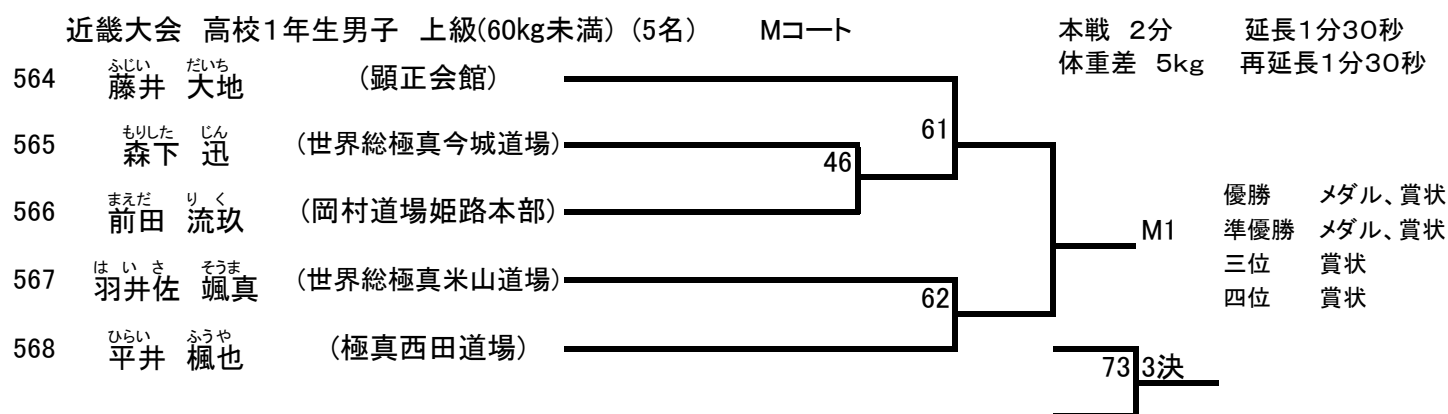 近畿大会 高校１年生男子 上級(60kg未満) (5名) Mコート
本戦 2分 延長1分30秒
体重差 5kg 再延長1分30秒
ふじい だいち
564 藤井 大地 (顕正会館)
もりした じん
565 森下 迅 (世界総極真今城道場)
61
46
まえだ りく
566 前田 流玖 (岡村道場姫路本部)
M1
優勝 メダル、賞状
準優勝 メダル、賞状
三位 賞状
四位 賞状
はいさ そうま
567 羽井佐 颯真 (世界総極真米山道場)
62
ひらい ふうや
568 平井 楓也 (極真西田道場)
73 3決